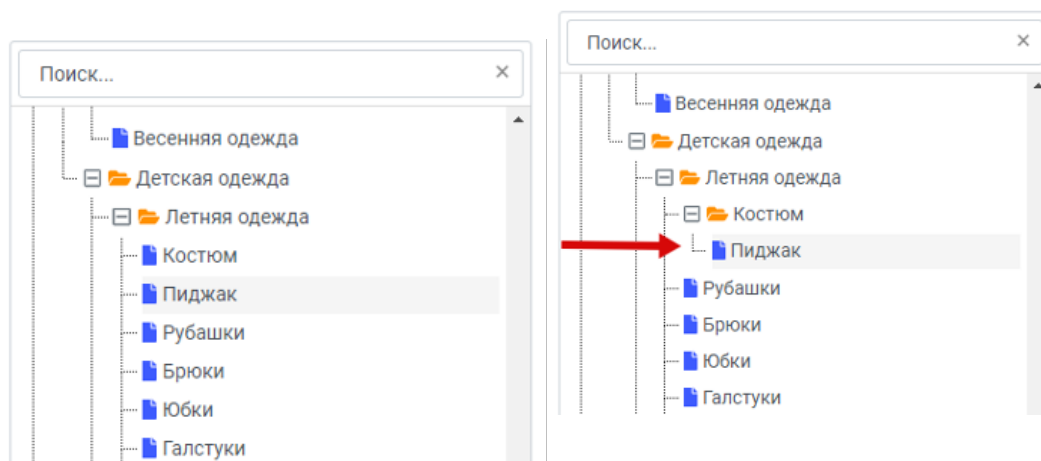 Поиск...
Весенняя одежда
Детская одежда
Летняя одежда
Костюм
Пиджак
Рубашки
Брюки
Юбки
Галстуки
Поиск...
Весенняя одежда
Детская одежда
Летняя одежда
Костюм
Пиджак
Рубашки
Брюки
Юбки
Галстуки